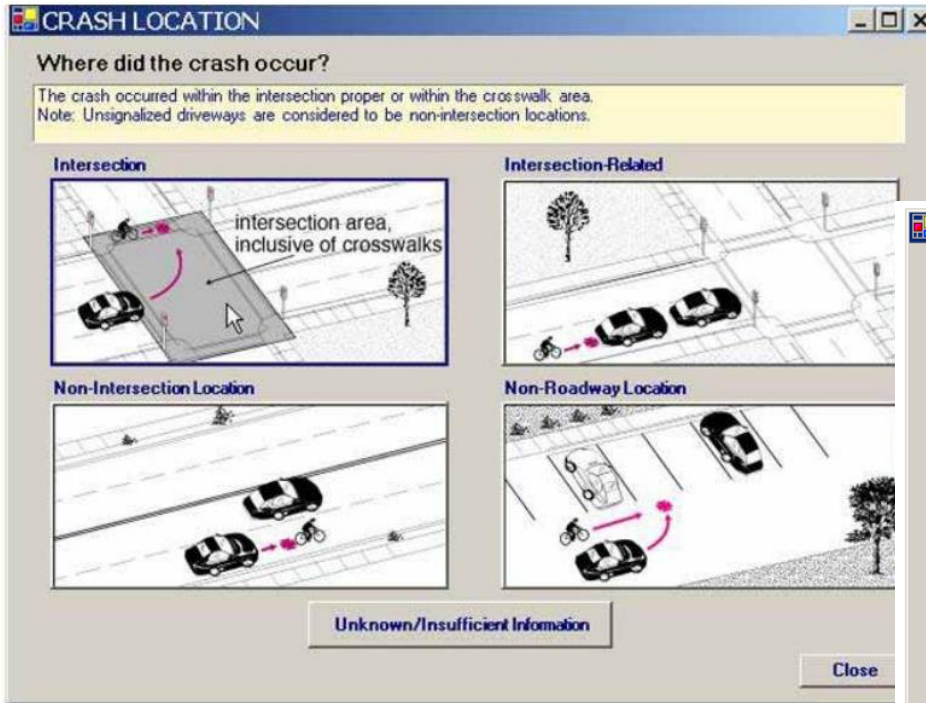 CRASH LOCATION
Where did the crash occur?
The crash occurred within the intersection proper or within the crosswalk area.
Note: Unsignalized driveways are considered to be non-intersection locations.
Intersection
Intersection-Related
intersection area,
inclusive of crosswalks
Non-Intersection Location
Non-Roadway Location
Unknown/Insufficient Information
Close